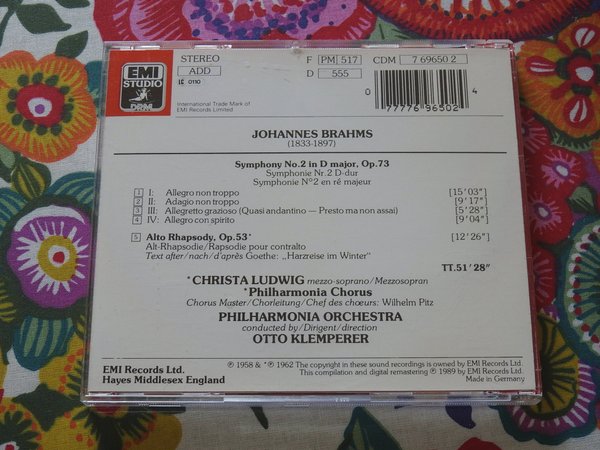 STEREO
ADD
F PM 517 CDM 7 69650 2
D 555
EMI
STUDIO
DRM
0110
International Trade Mark of
EMI Records Limited
0 77776 96502 4
JOHANNES BRAHMS
(1833-1897)
Symphony No.2 in D major, Op.73
Symphonie Nr.2 D-dur
Symphonie N°2 en ré majeur
1 I: Allegro non troppo [15'03"]
2 II: Adagio non troppo [9'17"]
3 III: Allegretto grazioso (Quasi andantino — Presto ma non assai) [5'28"]
4 IV: Allegro con spirito [9'04"]
5 Alto Rhapsody, Op.53* [12'26"]
Alt-Rhapsodie/Rapsodie pour contralto
Text after/nach/d'après Goethe: „Harzreise im Winter"
TT.51'28"
*CHRISTA LUDWIG mezzo-soprano/Mezzosopran
*Philharmonia Chorus
Chorus Master/Chorleitung/Chef des chœurs: Wilhelm Pitz
PHILHARMONIA ORCHESTRA
conducted by/Dirigent/direction
OTTO KLEMPERER
EMI Records Ltd.
Hayes Middlesex England
℗ 1958 & *℗ 1962 The copyright in these sound recordings is owned by EMI Records Ltd.
This compilation and digital remastering ℗ 1989 by EMI Records Ltd.
Made in Germany